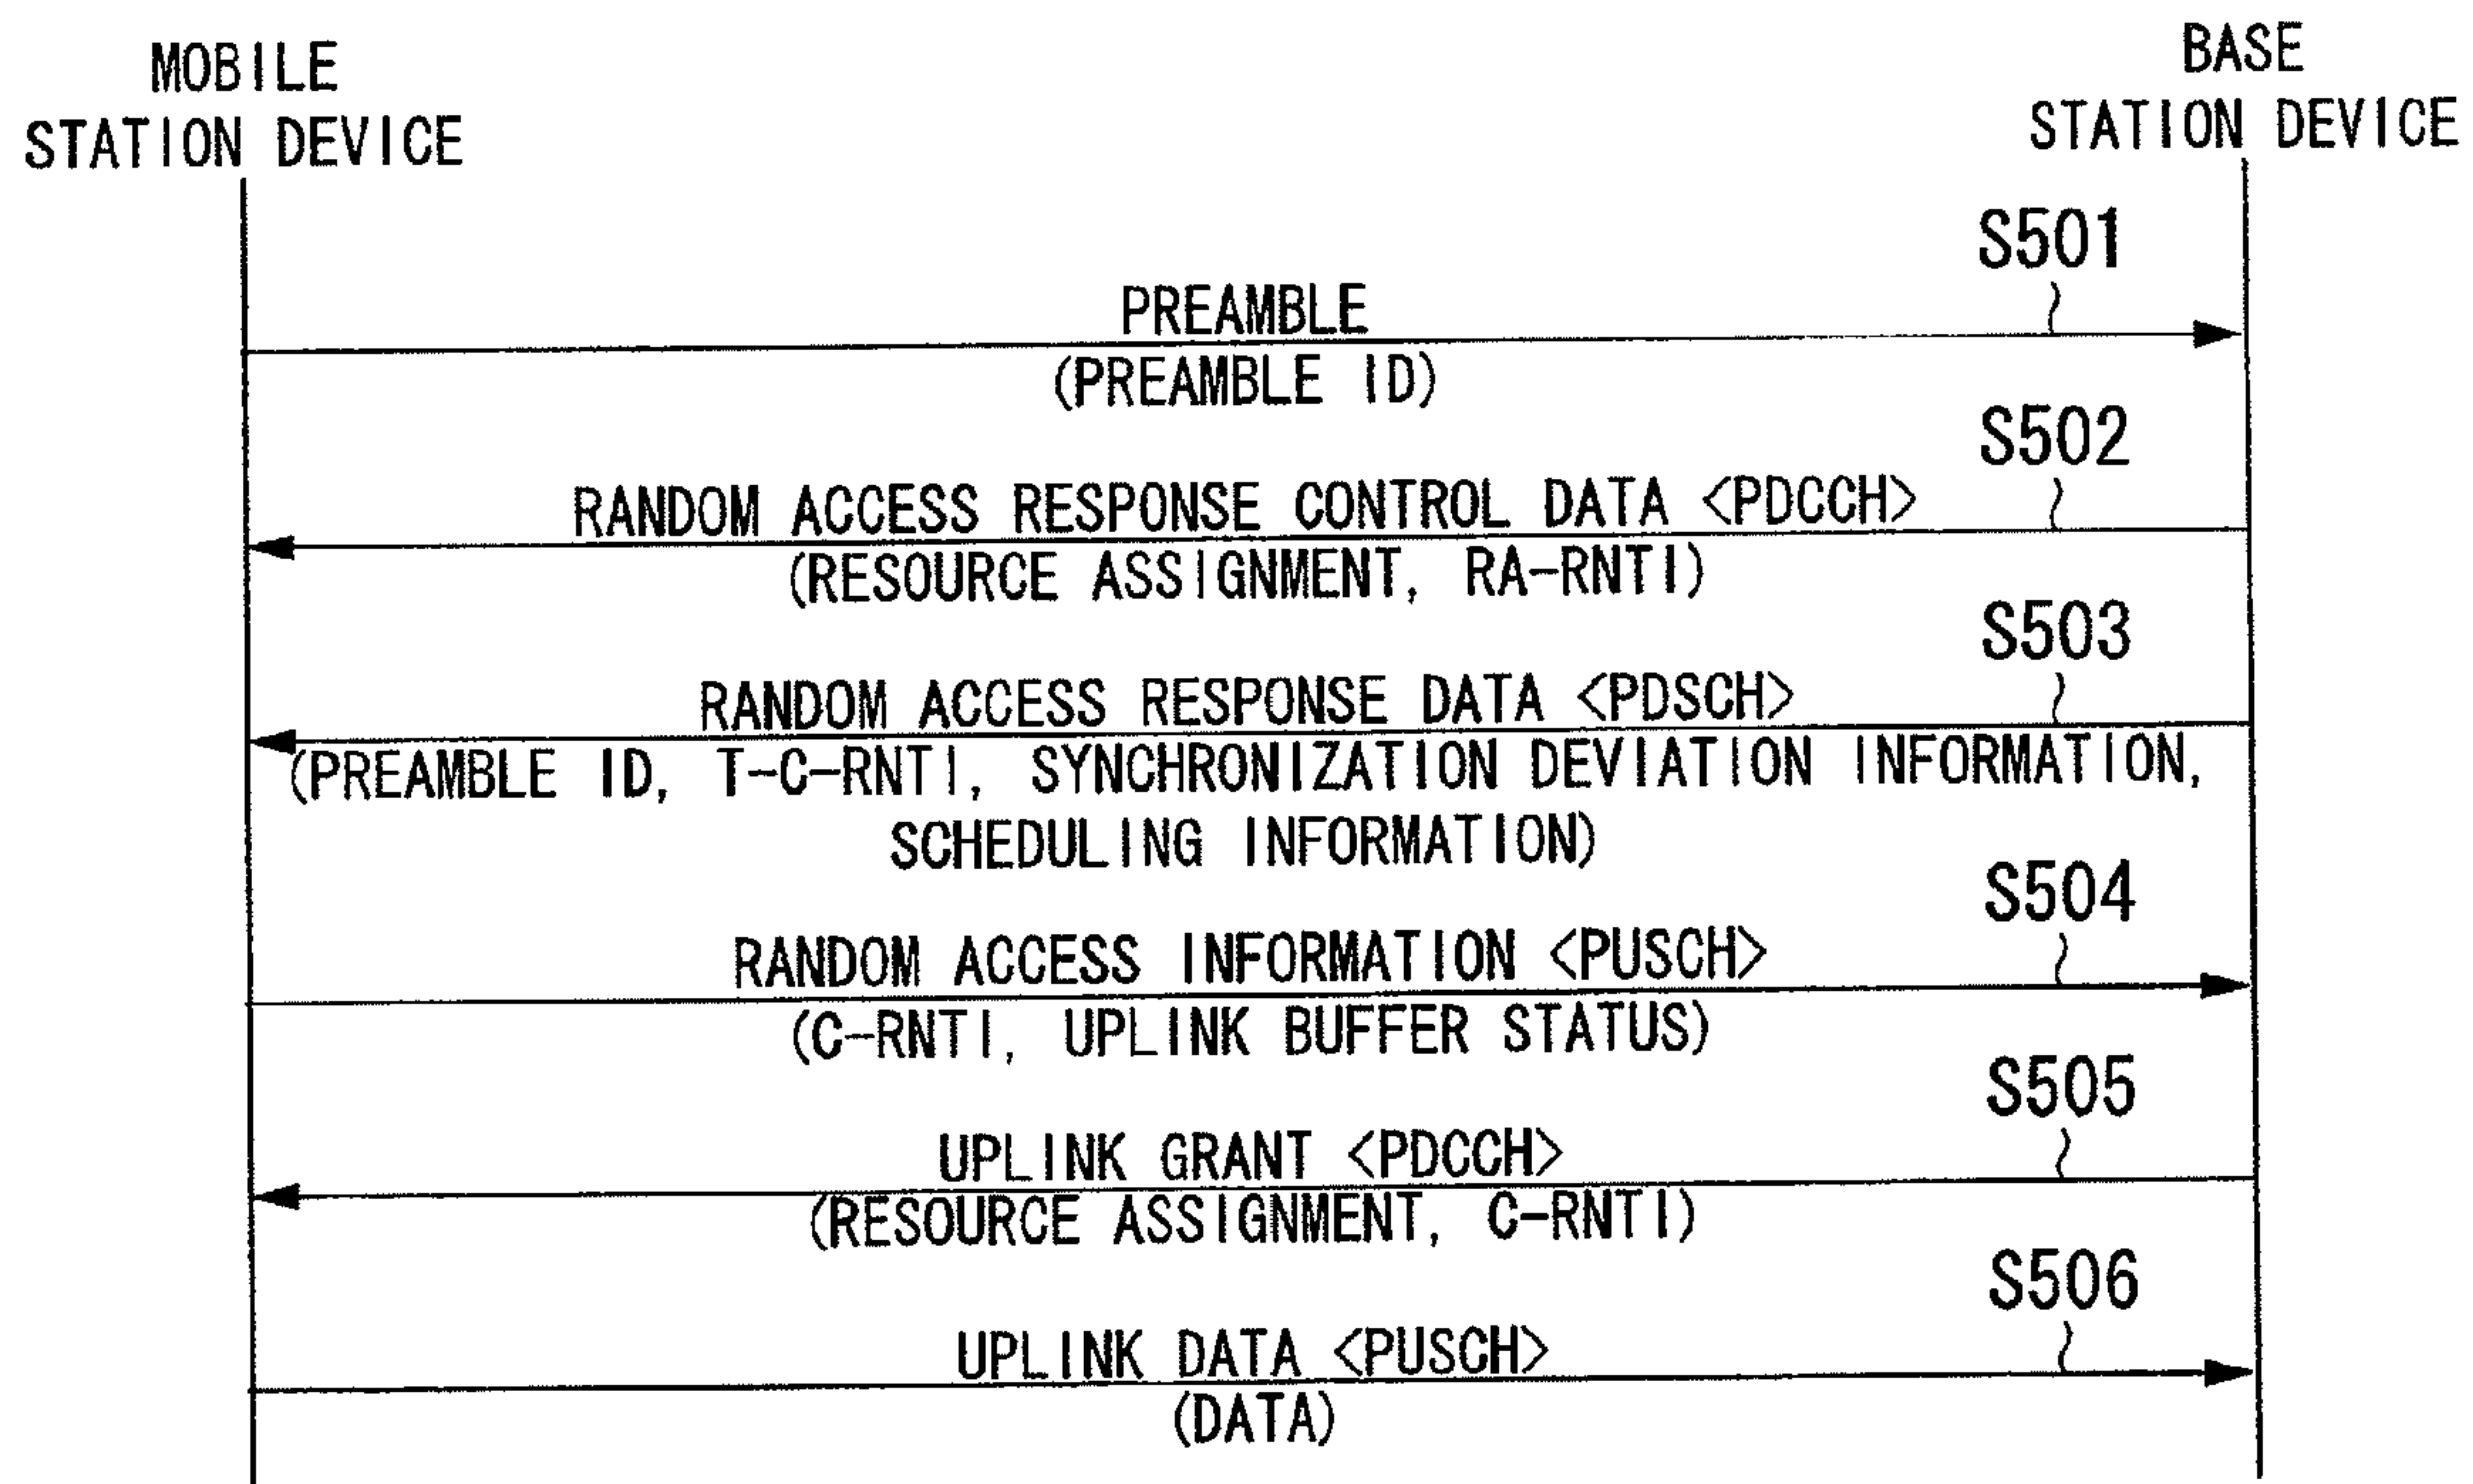 MOBILE
STATION DEVICE
BASE
STATION DEVICE
S501
PREAMBLE
(PREAMBLE ID)
S502
RANDOM ACCESS RESPONSE CONTROL DATA <PDCCH>
(RESOURCE ASSIGNMENT, RA-RNTI)
S503
RANDOM ACCESS RESPONSE DATA <PDSCH>
(PREAMBLE ID, T-C-RNTI, SYNCHRONIZATION DEVIATION INFORMATION,
SCHEDULING INFORMATION)
S504
RANDOM ACCESS INFORMATION <PUSCH>
(C-RNTI, UPLINK BUFFER STATUS)
S505
UPLINK GRANT <PDCCH>
(RESOURCE ASSIGNMENT, C-RNTI)
S506
UPLINK DATA <PUSCH>
(DATA)